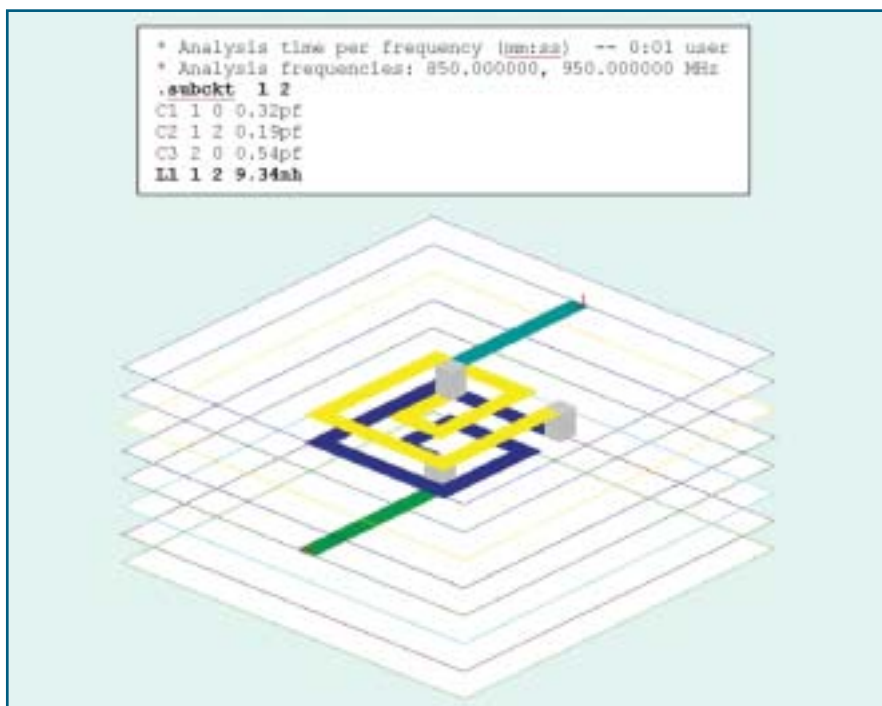 * Analysis time per frequency (mm:ss) -- 0:01 user
* Analysis frequencies: 850.000000, 950.000000 MHz
.subckt 1 2
C1 1 0 0.32pf
C2 1 2 0.19pf
C3 2 0 0.54pf
L1 1 2 9.34nh